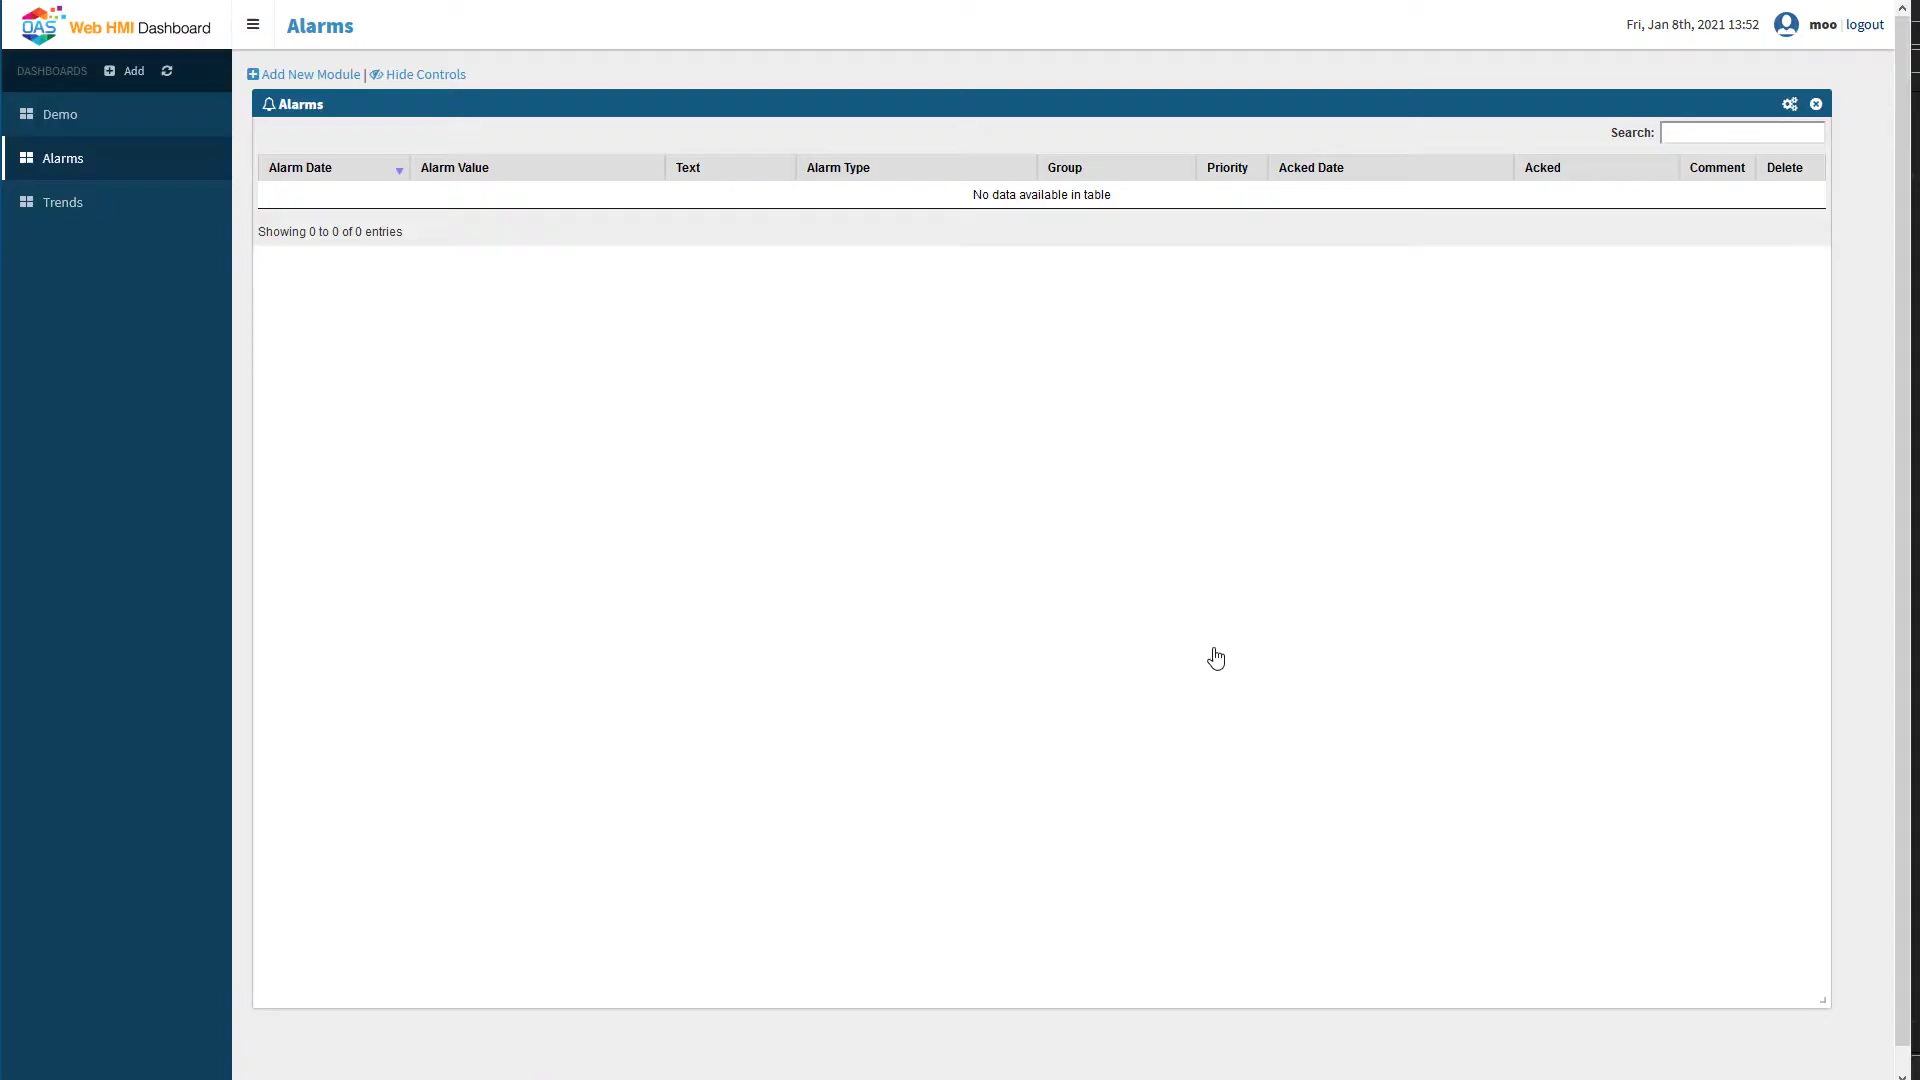 OAS Web HMI Dashboard
Alarms
Fri, Jan 8th, 2021 13:52 moo | logout
DASHBOARDS Add
Demo
Alarms
Trends
Add New Module | Hide Controls
Alarms
Search:
Alarm Date Alarm Value Text Alarm Type Group Priority Acked Date Acked Comment Delete
No data available in table
Showing 0 to 0 of 0 entries